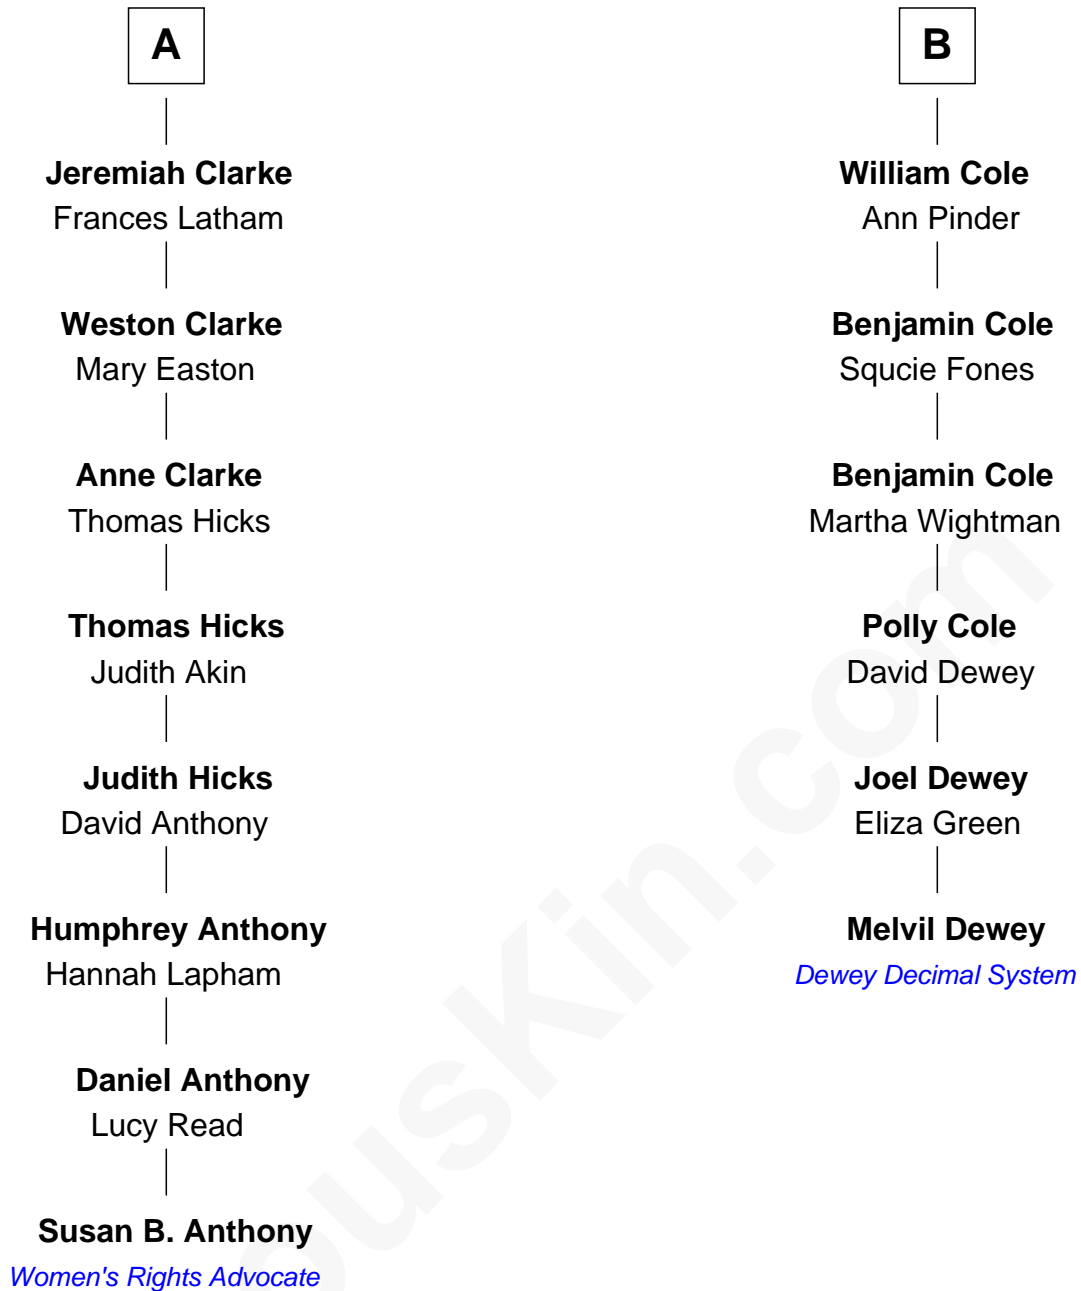 A
Jeremiah Clarke
Frances Latham
Weston Clarke
Mary Easton
Anne Clarke
Thomas Hicks
Thomas Hicks
Judith Akin
Judith Hicks
David Anthony
Humphrey Anthony
Hannah Lapham
Daniel Anthony
Lucy Read
Susan B. Anthony
Women's Rights Advocate
B
William Cole
Ann Pinder
Benjamin Cole
Squcie Fones
Benjamin Cole
Martha Wightman
Polly Cole
David Dewey
Joel Dewey
Eliza Green
Melvil Dewey
Dewey Decimal System
ousKin.com